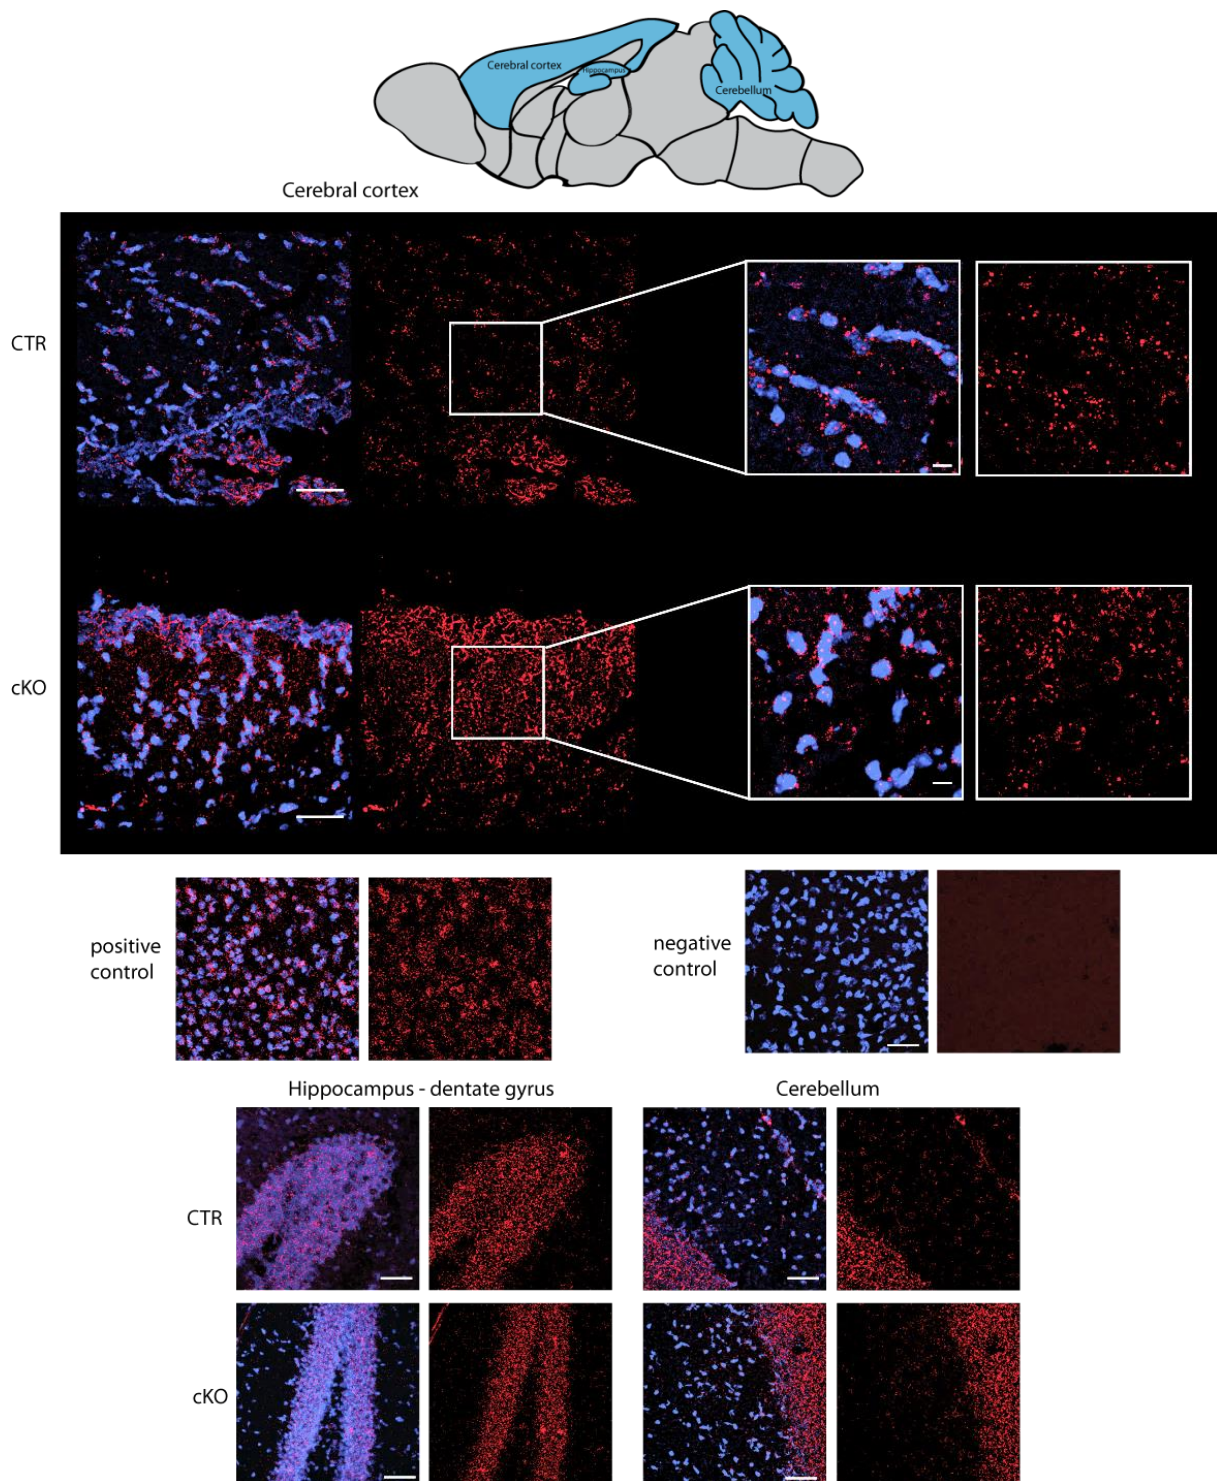 Cerebral cortex
Hippocampus
Cerebellum
Cerebral cortex
CTR
cKO
positive
control
negative
control
Hippocampus - dentate gyrus
Cerebellum
CTR
cKO